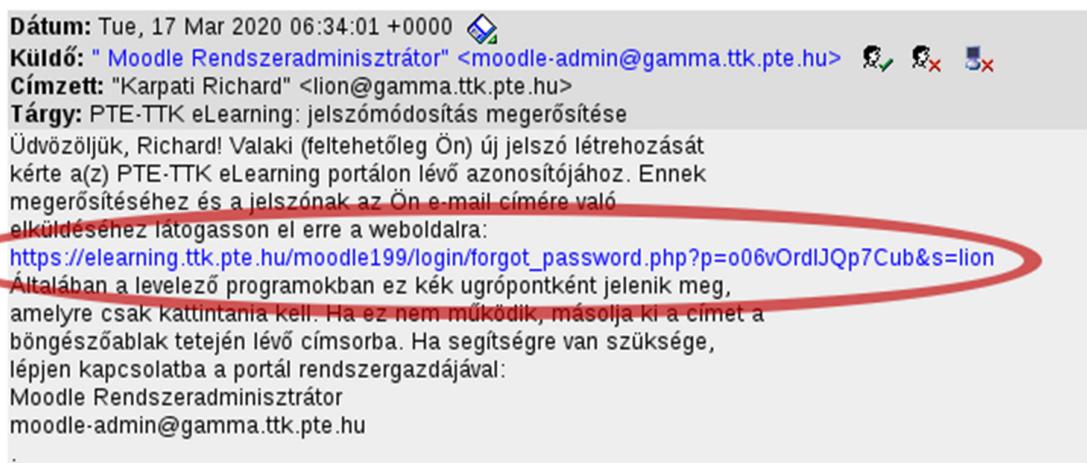 Dátum: Tue, 17 Mar 2020 06:34:01 +0000
Küldő: " Moodle Rendszeradminisztrátor" <moodle-admin@gamma.ttk.pte.hu>
Címzett: "Karpati Richard" <lion@gamma.ttk.pte.hu>
Tárgy: PTE-TTK eLearning: jelszómódosítás megerősítése
Üdvözöljük, Richard! Valaki (feltehetőleg Ön) új jelszó létrehozását
kérte a(z) PTE-TTK eLearning portálon lévő azonosítójához. Ennek
megerősítéséhez és a jelszónak az Ön e-mail címére való
elküldéséhez látogasson el erre a weboldalra:
https://elearning.ttk.pte.hu/moodle199/login/forgot_password.php?p=o06vOrdlJQp7Cub&s=lion
Általában a levelező programokban ez kék ugrópontként jelenik meg,
amelyre csak kattintania kell. Ha ez nem működik, másolja ki a címet a
böngészőablak tetején lévő címsorba. Ha segítségre van szüksége,
lépjen kapcsolatba a portál rendszergazdájával:
Moodle Rendszeradminisztrátor
moodle-admin@gamma.ttk.pte.hu
.